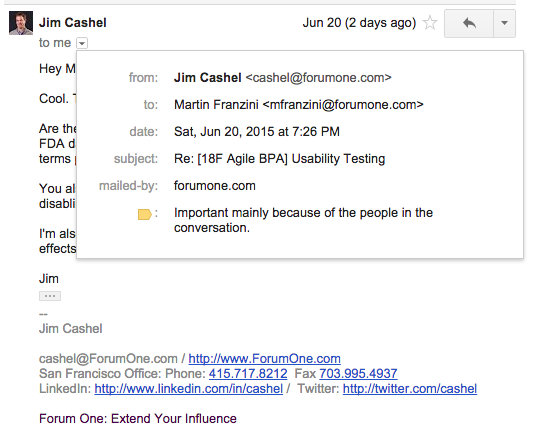 Jim Cashel Jun 20 (2 days ago)
to me
Hey M
from: Jim Cashel <cashel@forumone.com>
Cool. T
to: Martin Franzini <mfranzini@forumone.com>
Are the
date: Sat, Jun 20, 2015 at 7:26 PM
FDA d
terms
subject: Re: [18F Agile BPA] Usability Testing
You al
mailed-by: forumone.com
disabli
: Important mainly because of the people in the
conversation.
I'm als
effects
Jim
...
--
Jim Cashel
cashel@ForumOne.com / http://www.ForumOne.com
San Francisco Office: Phone: 415.717.8212 Fax 703.995.4937
LinkedIn: http://www.linkedin.com/in/cashel / Twitter: http://twitter.com/cashel
Forum One: Extend Your Influence